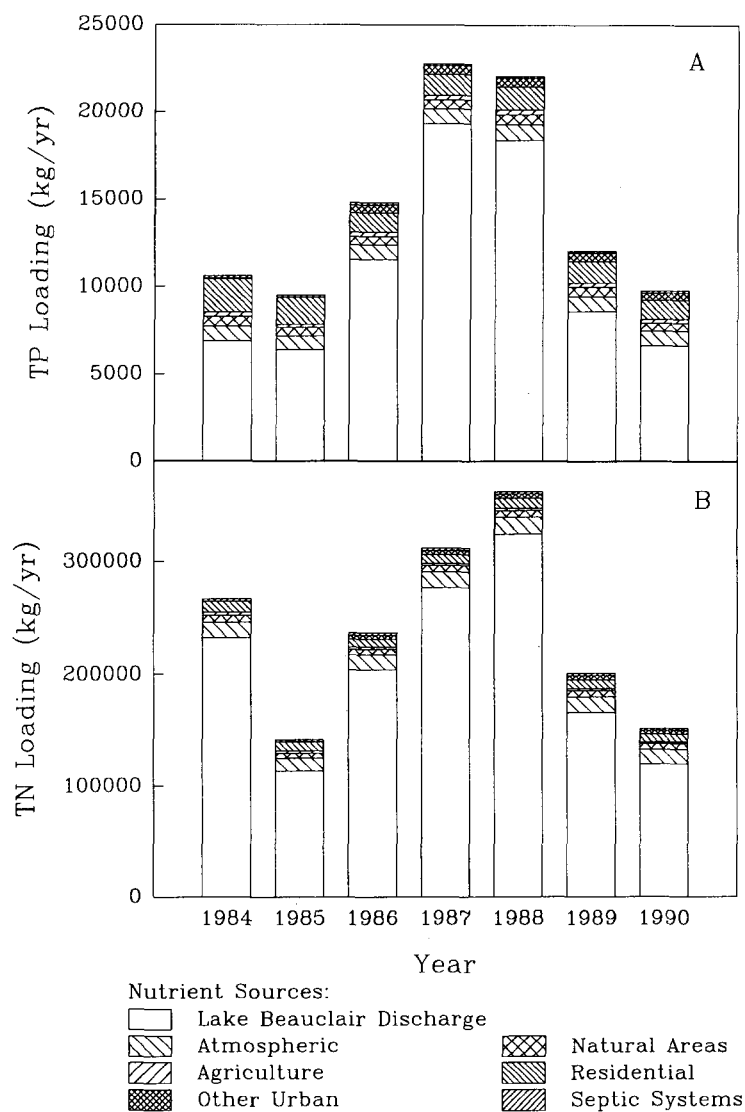 25000
A
20000
15000
10000
5000
0
TP Loading (kg/yr)
B
300000
200000
100000
0
TN Loading (kg/yr)
1984 1985 1986 1987 1988 1989 1990
Year
Nutrient Sources:
Lake Beauclair Discharge
Atmospheric Natural Areas
Agriculture Residential
Other Urban Septic Systems